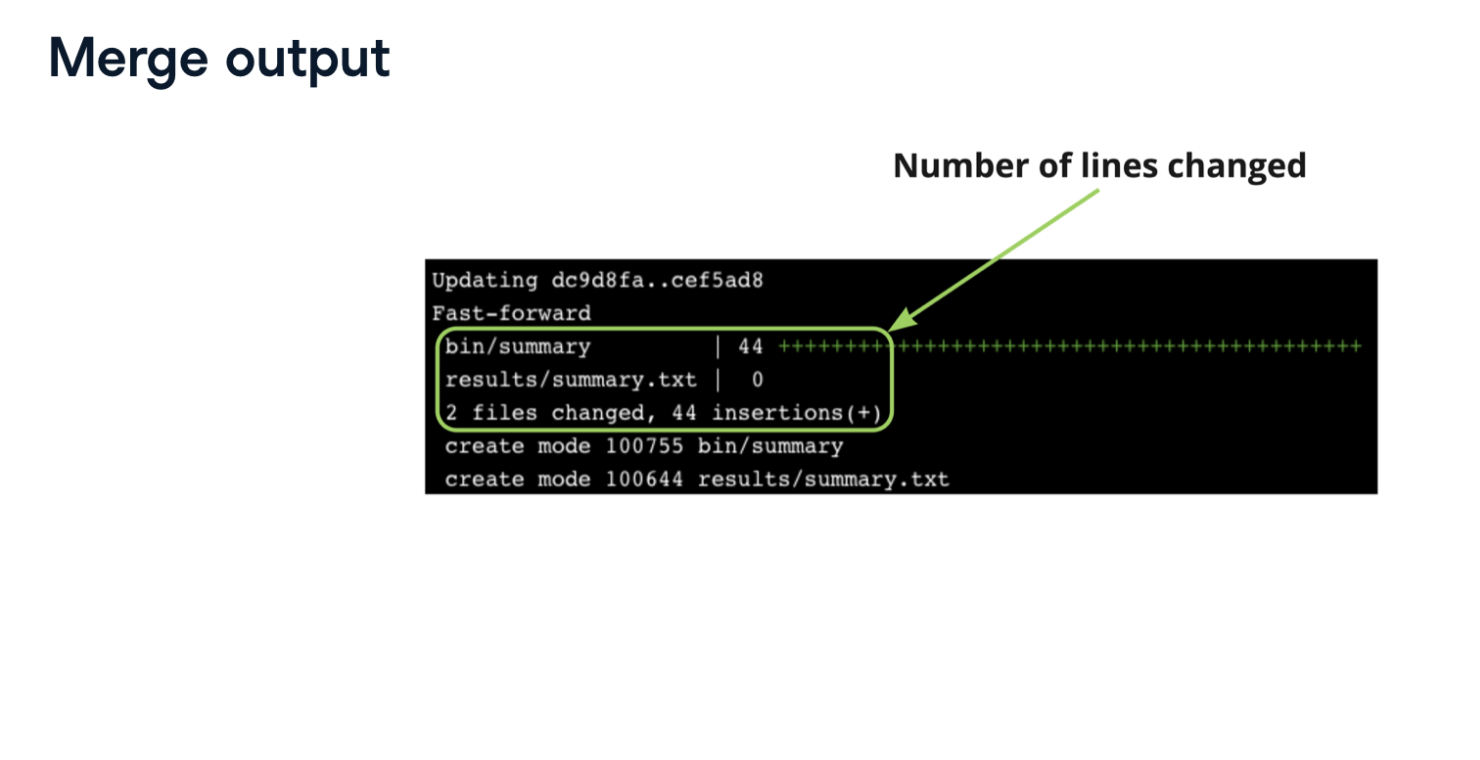 Merge output
Number of lines changed
Updating dc9d8fa..cef5ad8
Fast-forward
bin/summary | 44 ++++++++++++++++++++++++++++++++++++++++++++
results/summary.txt | 0
2 files changed, 44 insertions(+)
create mode 100755 bin/summary
create mode 100644 results/summary.txt